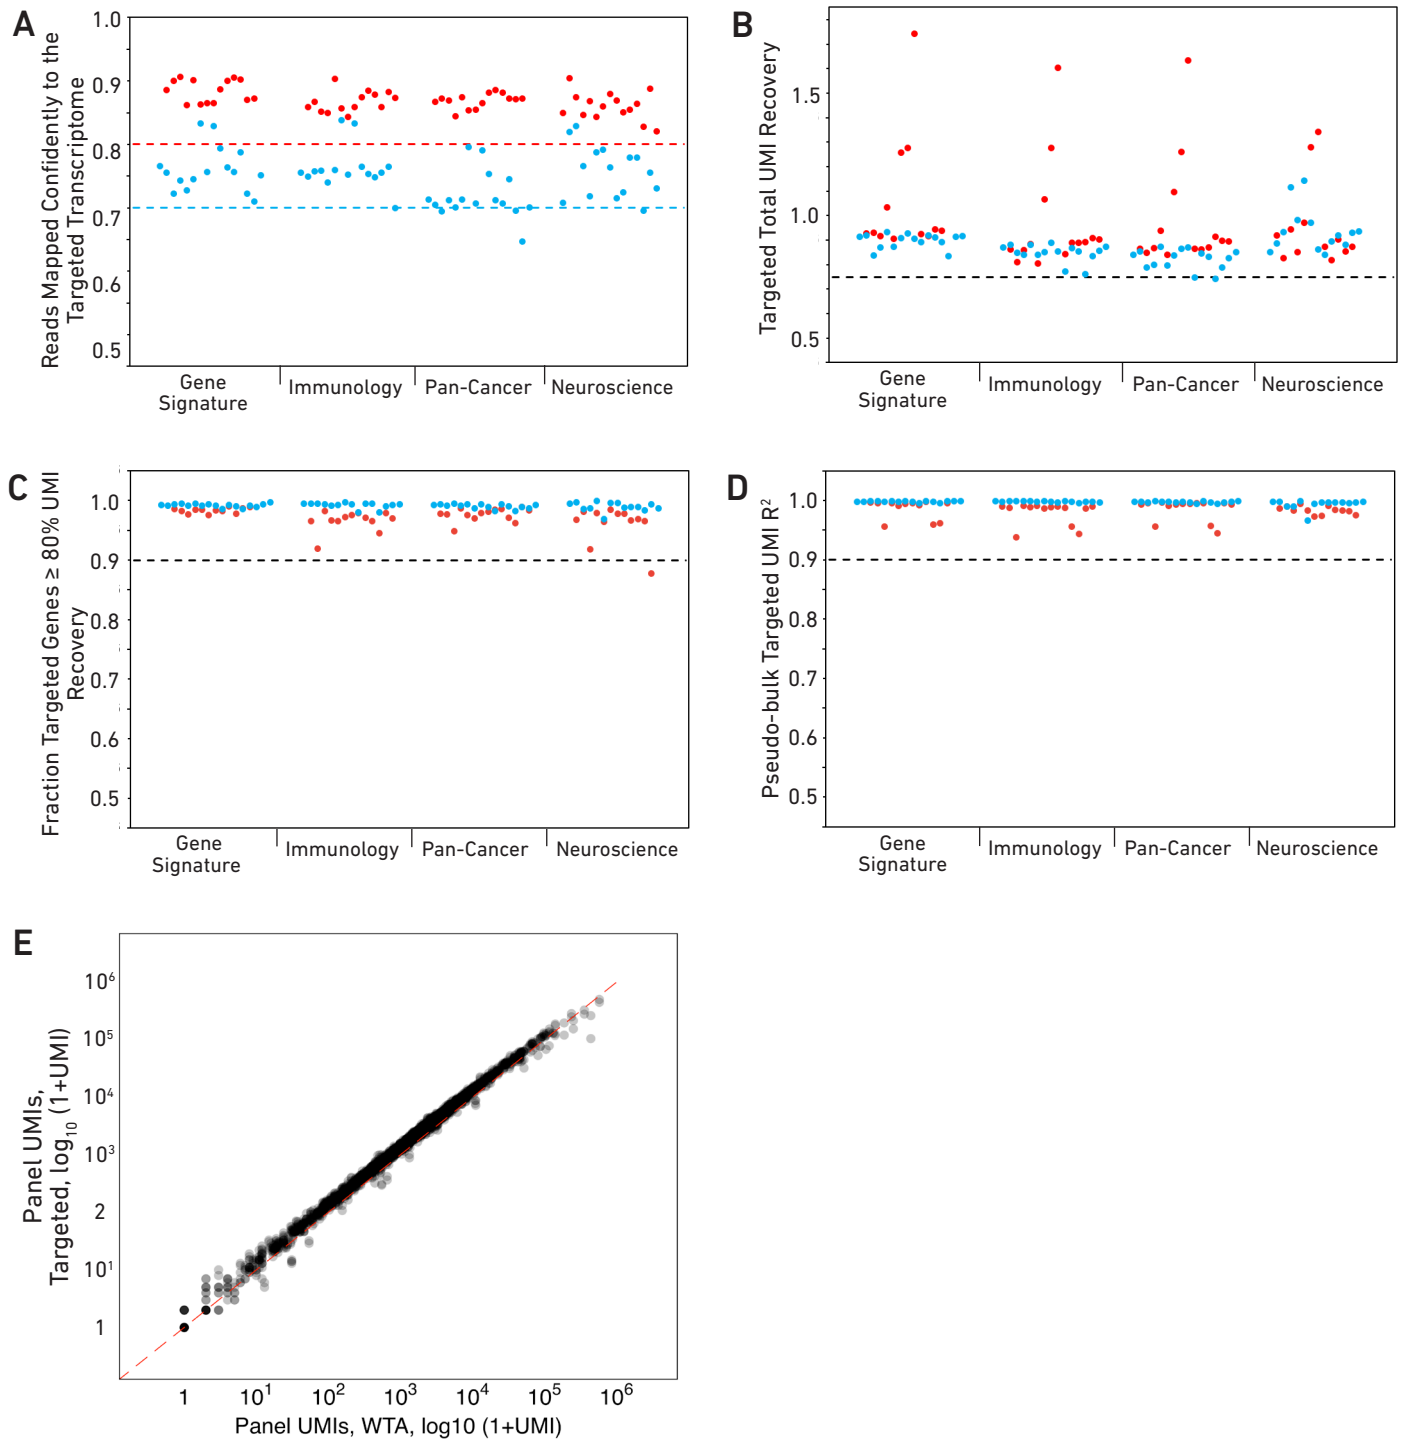 A
Reads Mapped Confidently to the
Targeted Transcriptome
1.0
0.9
0.8
0.7
0.6
0.5
Gene
Signature
Immunology
Pan-Cancer
Neuroscience
B
Targeted Total UMI Recovery
1.5
1.0
0.5
Gene
Signature
Immunology
Pan-Cancer
Neuroscience
C
Fraction Targeted Genes ≥ 80% UMI
Recovery
1.0
0.9
0.8
0.7
0.6
0.5
Gene
Signature
Immunology
Pan-Cancer
Neuroscience
D
Pseudo-bulk Targeted UMI R²
1.0
0.9
0.8
0.7
0.6
0.5
Gene
Signature
Immunology
Pan-Cancer
Neuroscience
E
Panel UMIs,
Targeted, log₁₀ (1+UMI)
10⁶
10⁵
10⁴
10³
2
10¹
1
1 10¹ 10² 10³ 10⁴ 10⁵ 10⁶
Panel UMIs, WTA, log10 (1+UMI)